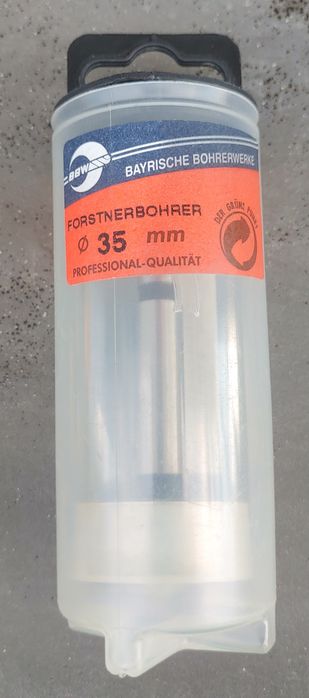 BBW
BAYRISCHE BOHRERWERKE
FORSTNERBOHRER
Ø 35 mm
PROFESSIONAL-QUALITÄT
DER GRÜNE PUNKT